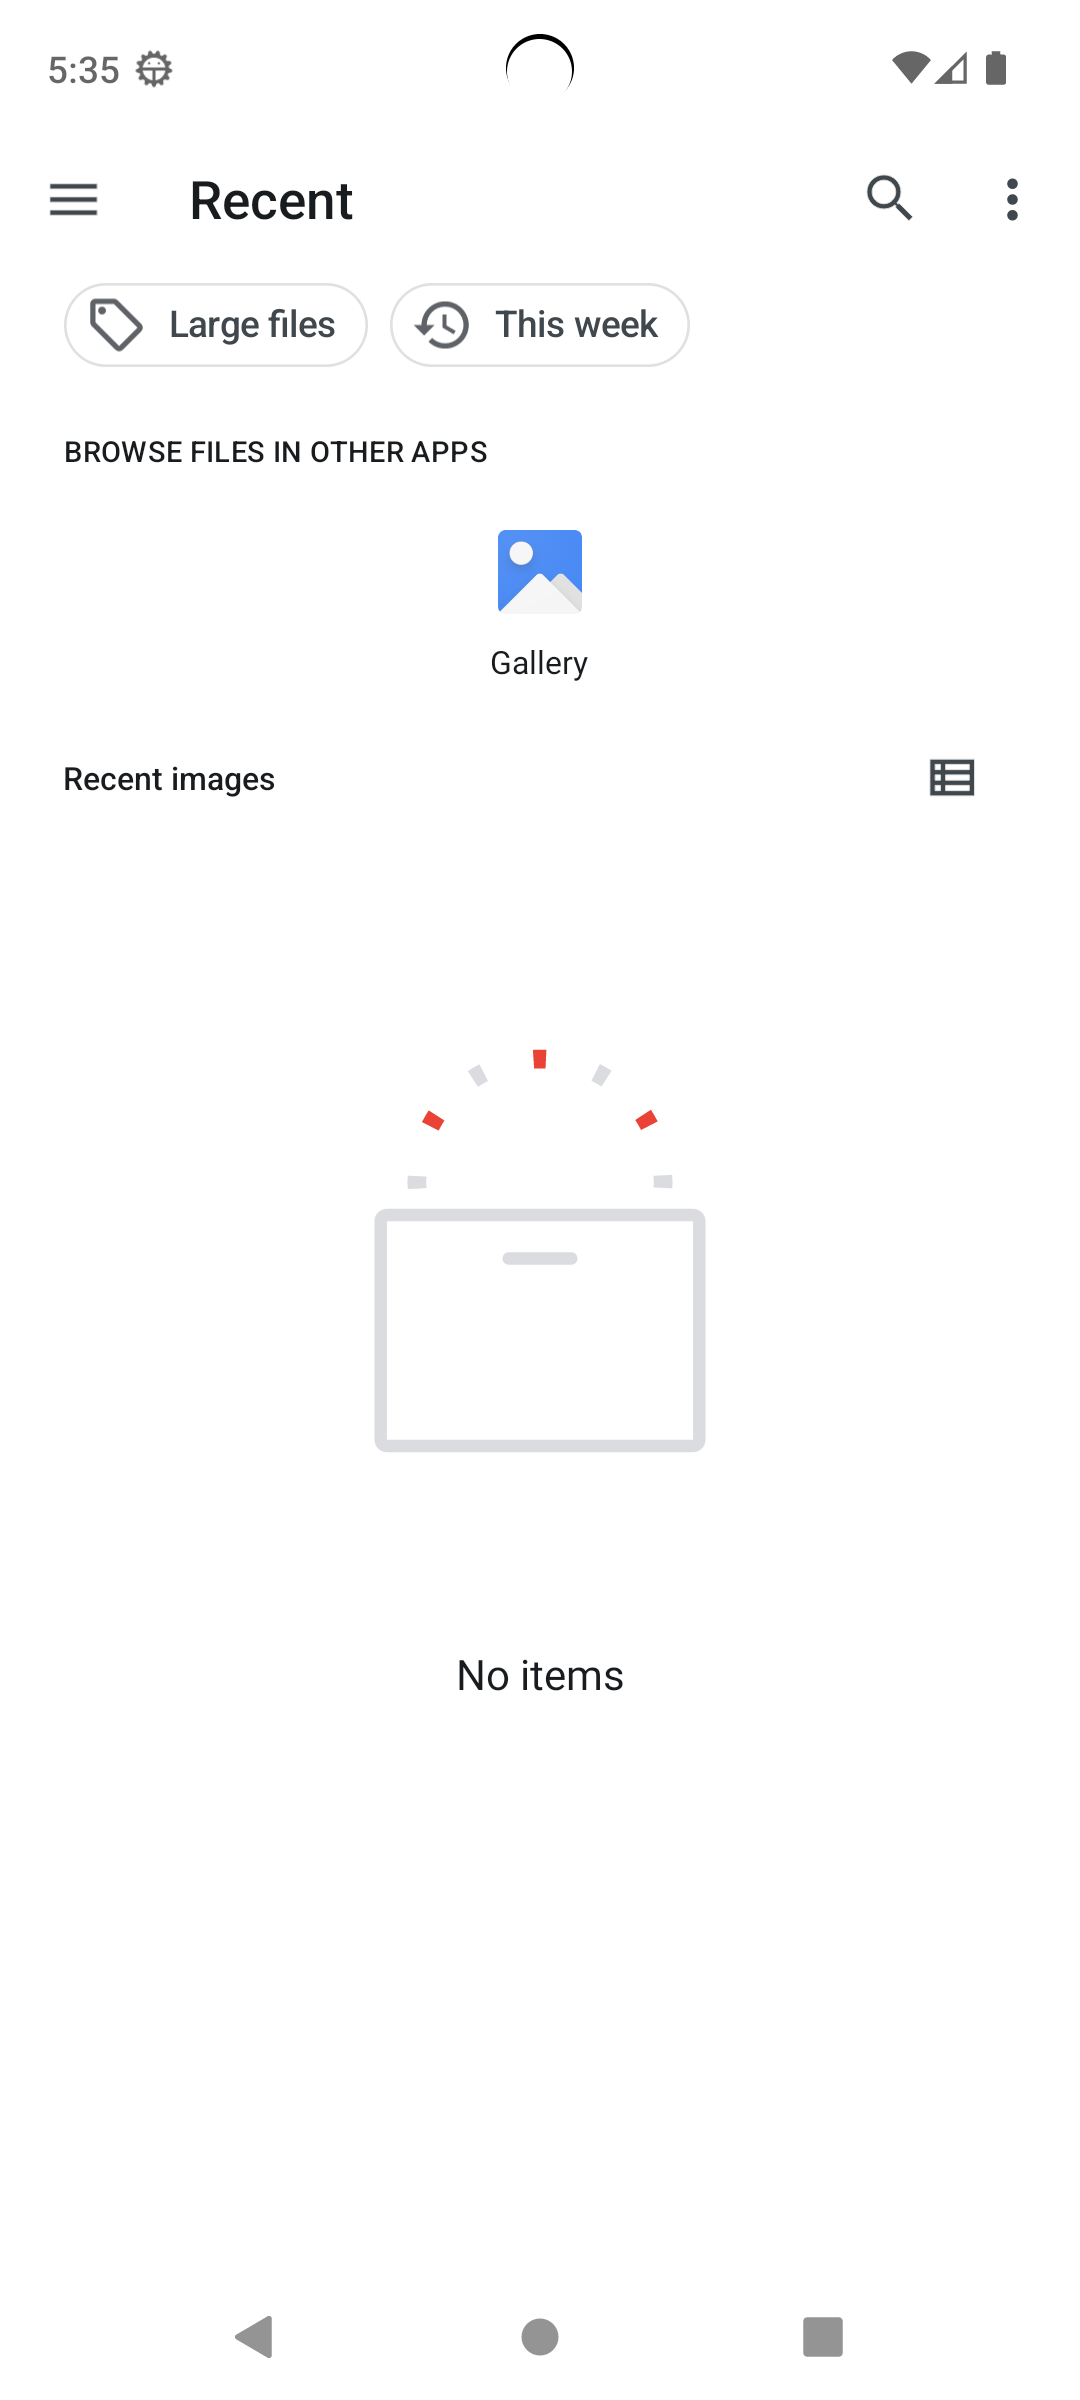 5:35
Recent
Large files
This week
BROWSE FILES IN OTHER APPS
Gallery
Recent images
No items